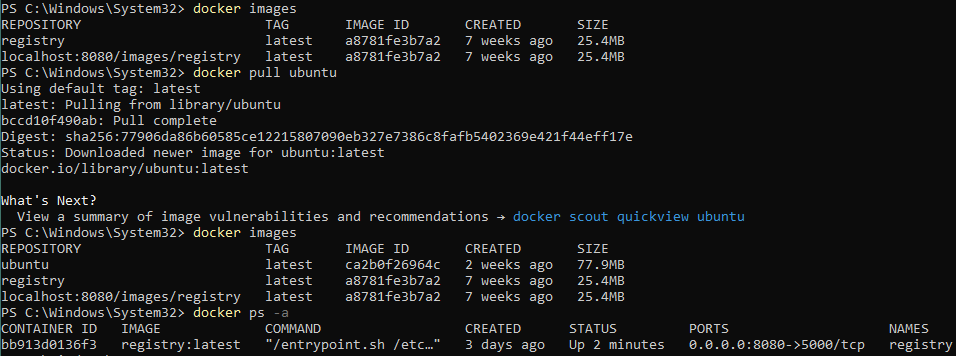 PS C:\Windows\System32> docker images
REPOSITORY TAG IMAGE ID CREATED SIZE
registry latest a8781fe3b7a2 7 weeks ago 25.4MB
localhost:8080/images/registry latest a8781fe3b7a2 7 weeks ago 25.4MB
PS C:\Windows\System32> docker pull ubuntu
Using default tag: latest
latest: Pulling from library/ubuntu
bccd10f490ab: Pull complete
Digest: sha256:77906da86b60585ce12215807090eb327e7386c8fafb5402369e421f44eff17e
Status: Downloaded newer image for ubuntu:latest
docker.io/library/ubuntu:latest
What's Next?
View a summary of image vulnerabilities and recommendations → docker scout quickview ubuntu
PS C:\Windows\System32> docker images
REPOSITORY TAG IMAGE ID CREATED SIZE
ubuntu latest ca2b0f26964c 2 weeks ago 77.9MB
registry latest a8781fe3b7a2 7 weeks ago 25.4MB
localhost:8080/images/registry latest a8781fe3b7a2 7 weeks ago 25.4MB
PS C:\Windows\System32> docker ps -a
CONTAINER ID IMAGE COMMAND CREATED STATUS PORTS NAMES
bb913d0136f3 registry:latest "/entrypoint.sh /etc…" 3 days ago Up 2 minutes 0.0.0.0:8080->5000/tcp registry